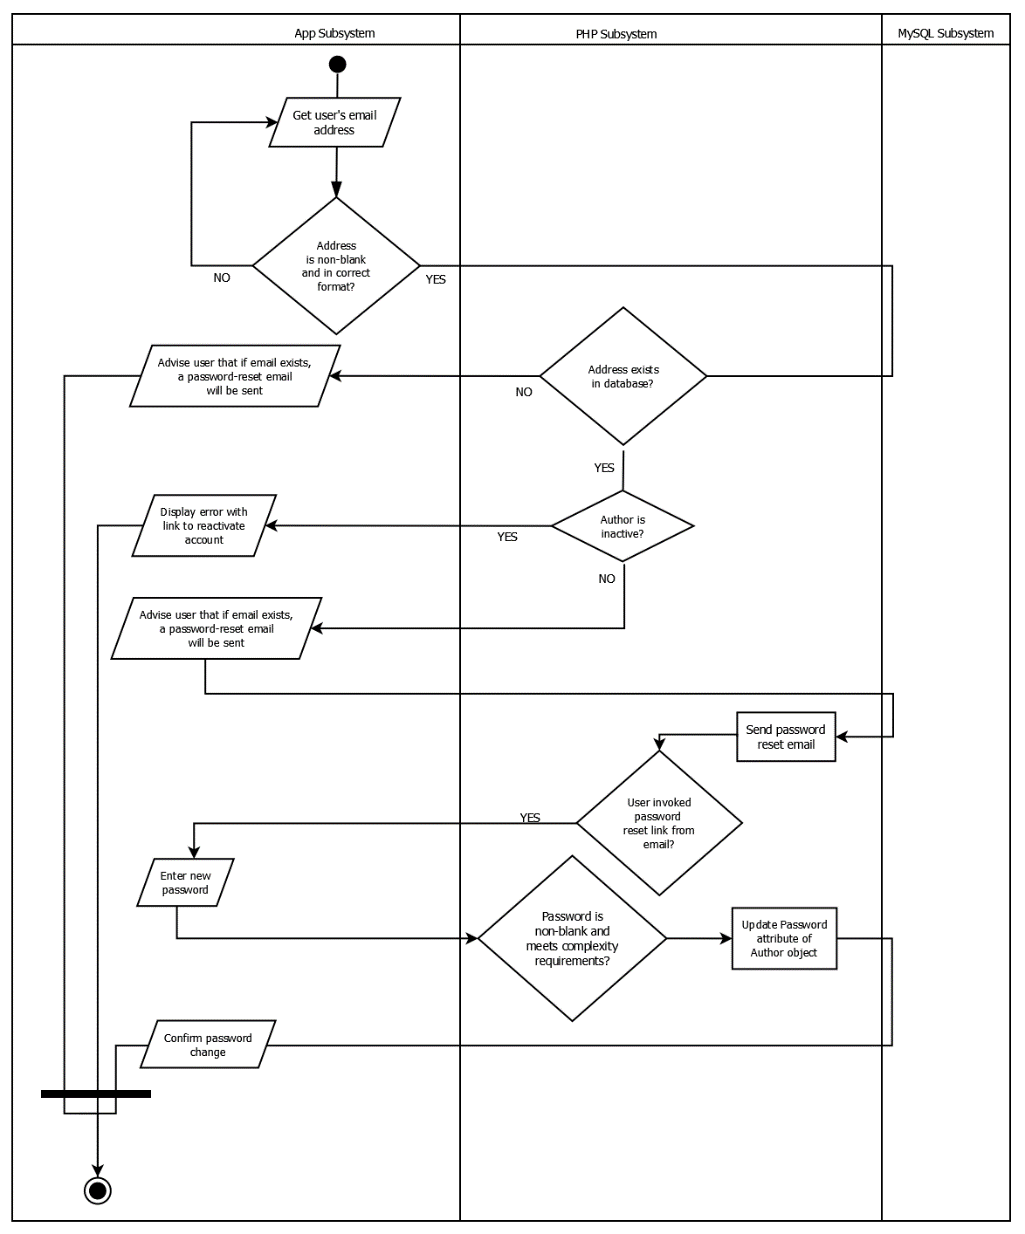 App Subsystem
PHP Subsystem
MySQL Subsystem
Get user's email
address
Address
is non-blank
and in correct
format?
NO
YES
Address exists
in database?
Advise user that if email exists,
a password-reset email
will be sent
NO
YES
Author is
inactive?
Display error with
link to reactivate
account
YES
NO
Advise user that if email exists,
a password-reset email
will be sent
Send password
reset email
User invoked
password
reset link from
email?
YES
Enter new
password
Password is
non-blank and
meets complexity
requirements?
Update Password
attribute of
Author object
Confirm password
change